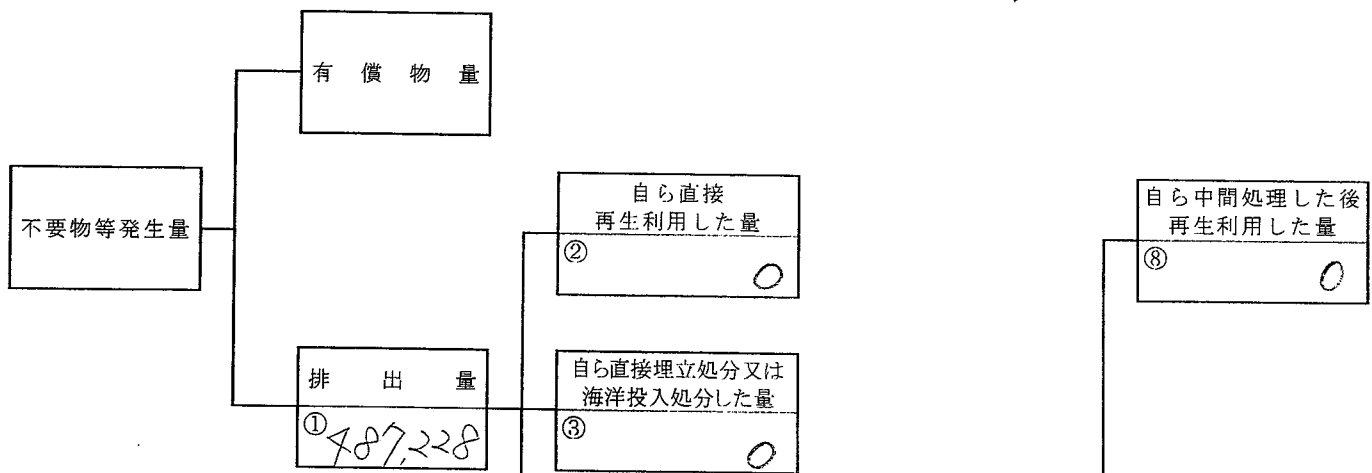 有償物量
不要物等発生量
自ら直接
再生利用した量
② 0
自ら中間処理した後
再生利用した量
⑧ 0
排出量
① 487,228
自ら直接埋立処分又は
海洋投入処分した量
③ 0